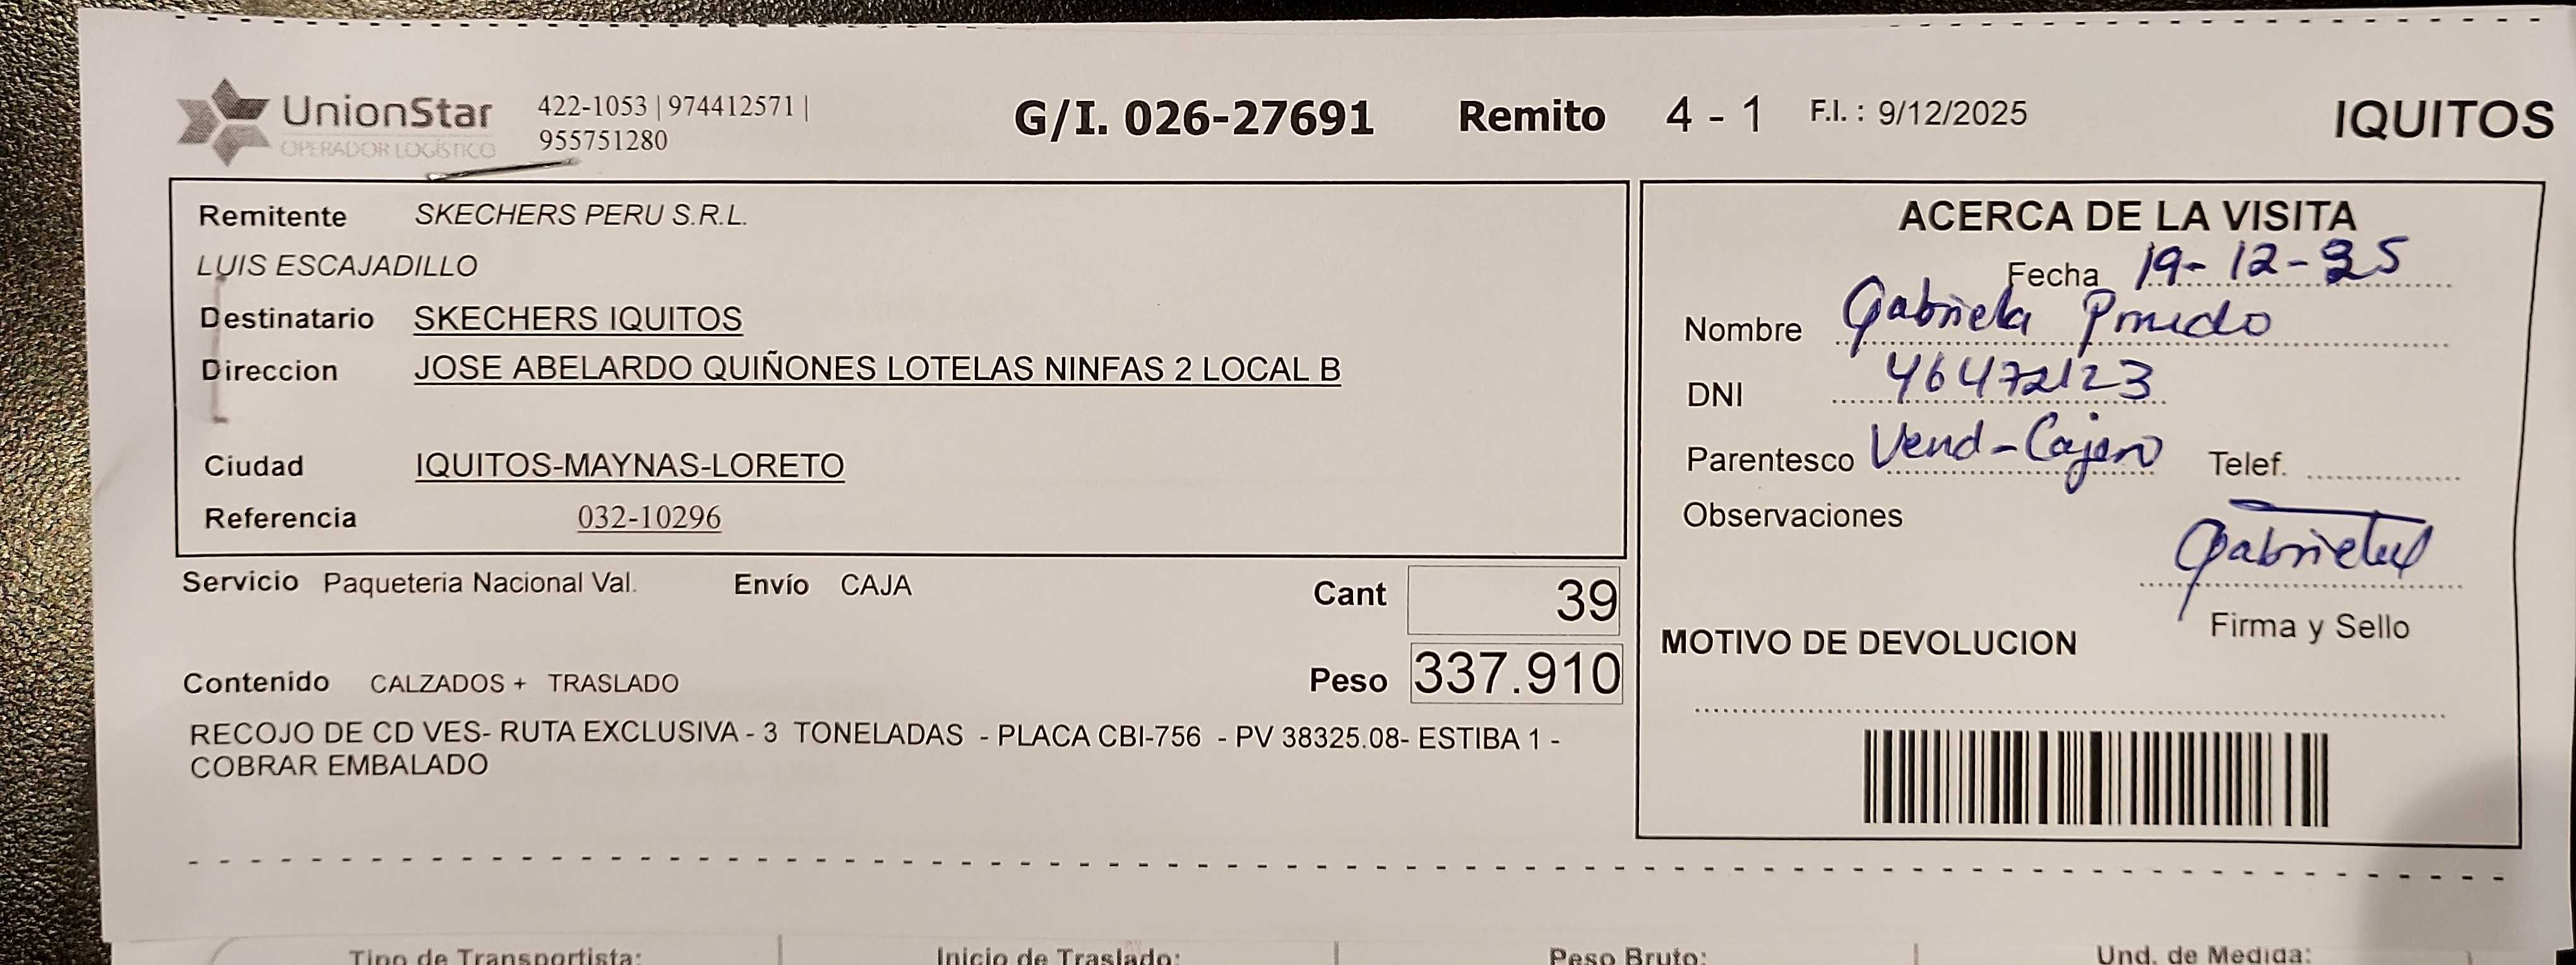 UnionStar
OPERADOR LOGÍSTICO
422-1053 | 974412571 |
955751280
G/I. 026-27691 Remito 4 - 1 F.I. : 9/12/2025 IQUITOS
Remitente SKECHERS PERU S.R.L.
LUIS ESCAJADILLO
Destinatario SKECHERS IQUITOS
Direccion JOSE ABELARDO QUIÑONES LOTELAS NINFAS 2 LOCAL B
Ciudad IQUITOS-MAYNAS-LORETO
Referencia 032-10296
Servicio Paqueteria Nacional Val. Envío CAJA
Cant 39
Contenido CALZADOS + TRASLADO
Peso 337.910
RECOJO DE CD VES- RUTA EXCLUSIVA - 3 TONELADAS - PLACA CBI-756 - PV 38325.08- ESTIBA 1 -
COBRAR EMBALADO
ACERCA DE LA VISITA
Fecha 19-12-25
Nombre Gabriela Pinedo
DNI 46472123
Parentesco Vend-Cajero Telef.
Observaciones
Firma y Sello
MOTIVO DE DEVOLUCION
Tipo de Transportista: Inicio de Traslado: Peso Bruto: Und. de Medida: